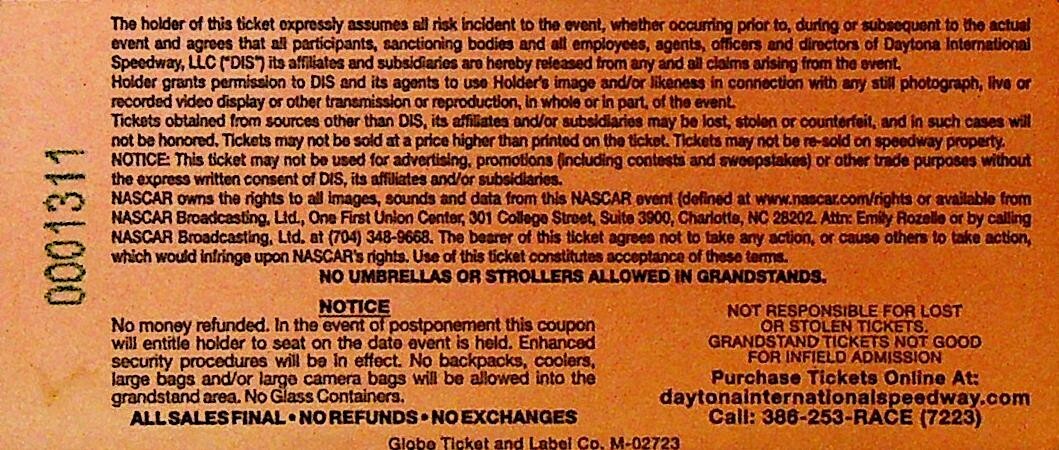 The holder of this ticket expressly assumes all risk incident to the event, whether occurring prior to, during or subsequent to the actual
event and agrees that all participants, sanctioning bodies and all employees, agents, officers and directors of Daytona International
Speedway, LLC ("DIS") its affiliates and subsidiaries are hereby released from any and all claims arising from the event.
Holder grants permission to DIS and its agents to use Holder's image and/or likeness in connection with any still photograph, live or
recorded video display or other transmission or reproduction, in whole or in part, of the event.
Tickets obtained from sources other than DIS, its affiliates and/or subsidiaries may be lost, stolen or counterfeit, and in such cases will
not be honored. Tickets may not be sold at a price higher than printed on the ticket. Tickets may not be re-sold on speedway property.
NOTICE: This ticket may not be used for advertising, promotions (including contests and sweepstakes) or other trade purposes without
the express written consent of DIS, its affiliates and/or subsidiaries.
NASCAR owns the rights to all images, sounds and data from this NASCAR event (defined at www.nascar.com/rights or available from
NASCAR Broadcasting, Ltd., One First Union Center, 301 College Street, Suite 3900, Charlotte, NC 28202. Attn: Emily Rozelle or by calling
NASCAR Broadcasting, Ltd. at (704) 348-9668. The bearer of this ticket agrees not to take any action, or cause others to take action,
which would infringe upon NASCAR's rights. Use of this ticket constitutes acceptance of these terms.
NO UMBRELLAS OR STROLLERS ALLOWED IN GRANDSTANDS.
0001311
NOTICE
No money refunded. In the event of postponement this coupon
will entitle holder to seat on the date event is held. Enhanced
security procedures will be in effect. No backpacks, coolers,
large bags and/or large camera bags will be allowed into the
grandstand area. No Glass Containers.
ALL SALES FINAL • NO REFUNDS • NO EXCHANGES
NOT RESPONSIBLE FOR LOST
OR STOLEN TICKETS.
GRANDSTAND TICKETS NOT GOOD
FOR INFIELD ADMISSION
Purchase Tickets Online At:
daytonainternationalspeedway.com
Call: 386-253-RACE (7223)
Globe Ticket and Label Co. M-02723